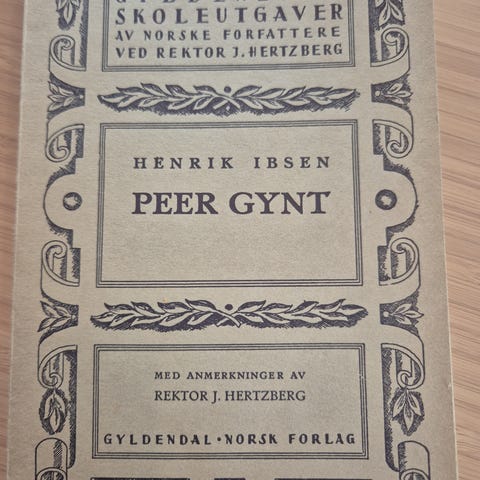 GYLDENDALS
SKOLEUTGAVER
AV NORSKE FORFATTERE
VED REKTOR J. HERTZBERG
HENRIK IBSEN
PEER GYNT
MED ANMERKNINGER AV
REKTOR J. HERTZBERG
GYLDENDAL · NORSK FORLAG